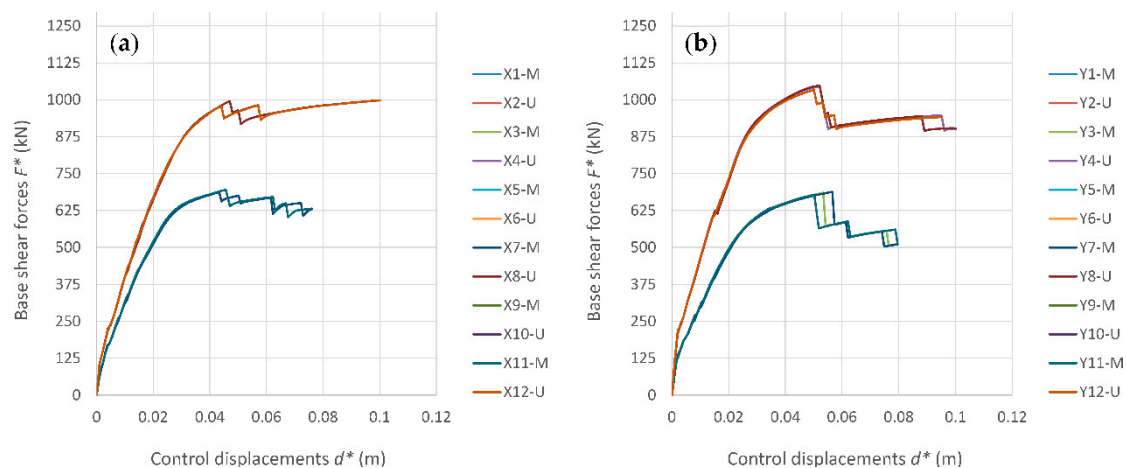 (a)
Base shear forces F* (kN)
1250
1125
1000
875
750
625
500
375
250
125
0
0 0.02 0.04 0.06 0.08 0.1 0.12
Control displacements d* (m)
X1-M
X2-U
X3-M
X4-U
X5-M
X6-U
X7-M
X8-U
X9-M
X10-U
X11-M
X12-U
(b)
Base shear forces F* (kN)
1250
1125
1000
875
750
625
500
375
250
125
0
0 0.02 0.04 0.06 0.08 0.1 0.12
Control displacements d* (m)
Y1-M
Y2-U
Y3-M
Y4-U
Y5-M
Y6-U
Y7-M
Y8-U
Y9-M
Y10-U
Y11-M
Y12-U